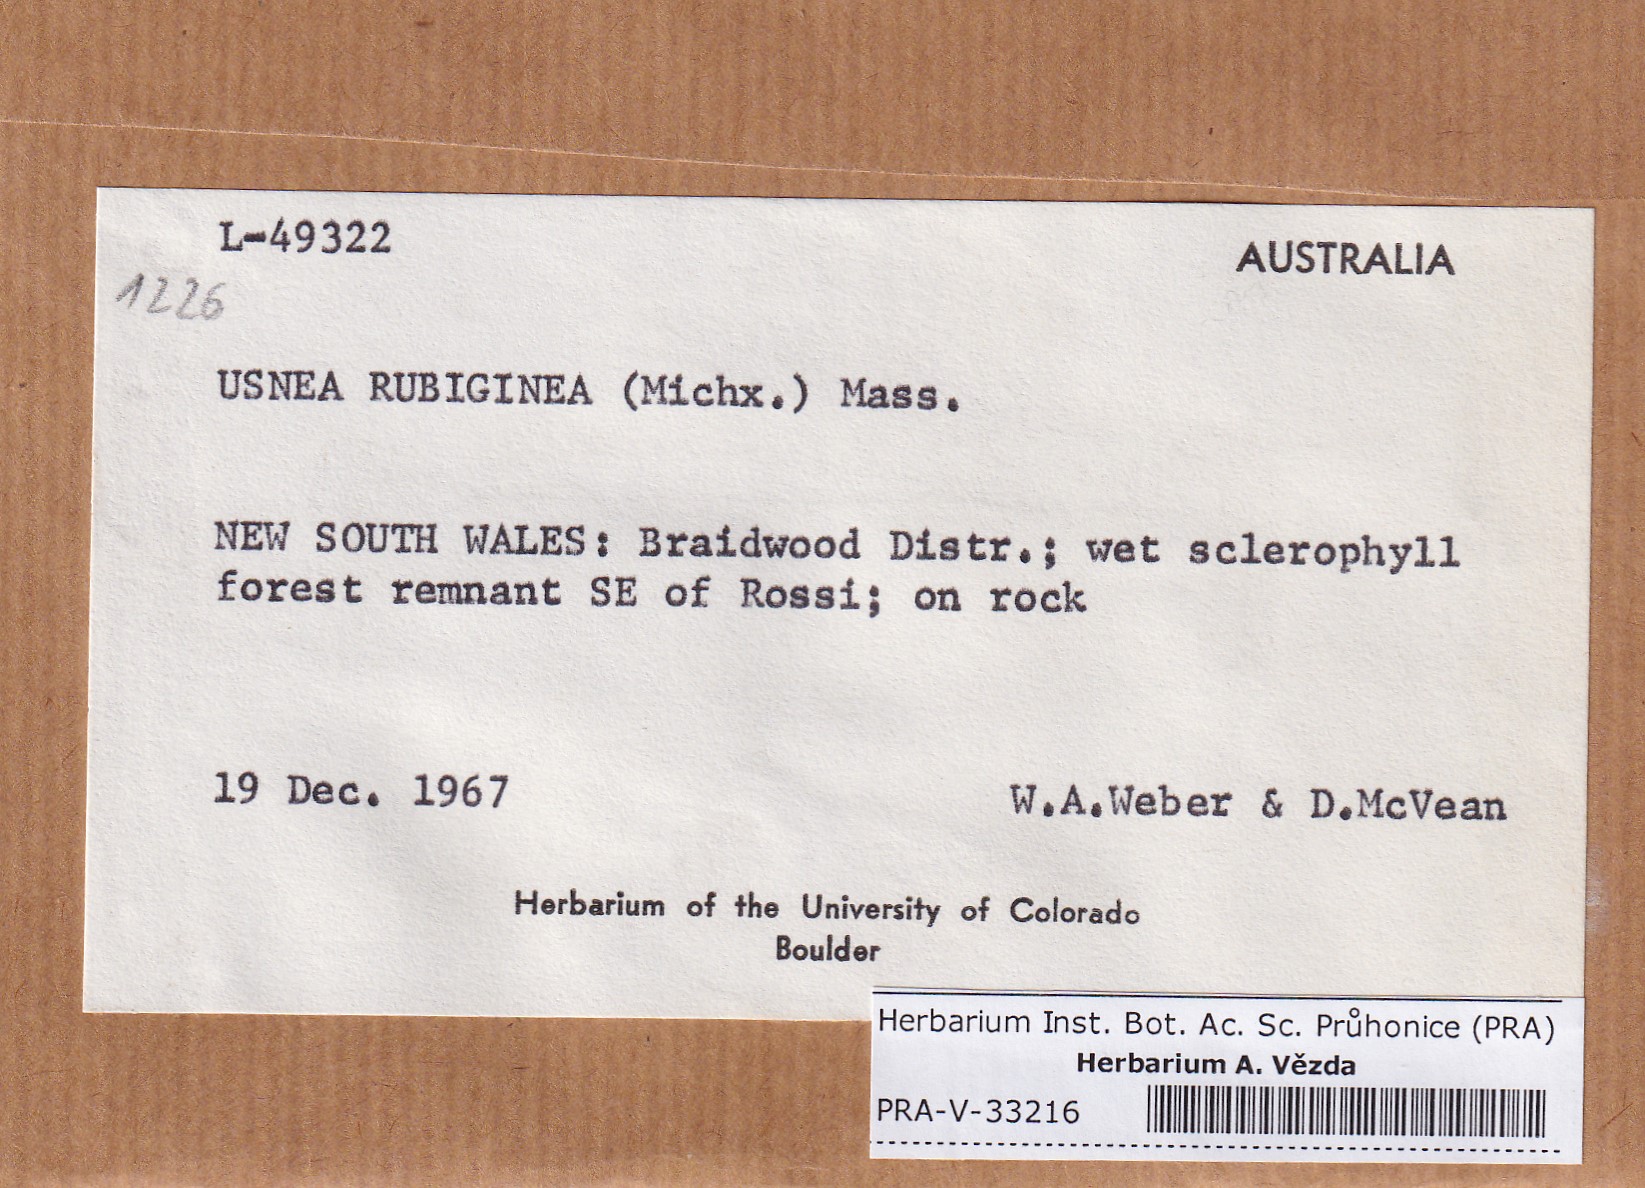 L-49322
AUSTRALIA
1226
USNEA RUBIGINEA (Michx.) Mass.
NEW SOUTH WALES: Braidwood Distr.; wet sclerophyll
forest remnant SE of Rossi; on rock
19 Dec. 1967
W.A.Weber & D.McVean
Herbarium of the University of Colorado
Boulder
Herbarium Inst. Bot. Ac. Sc. Průhonice (PRA)
Herbarium A. Vězda
PRA-V-33216